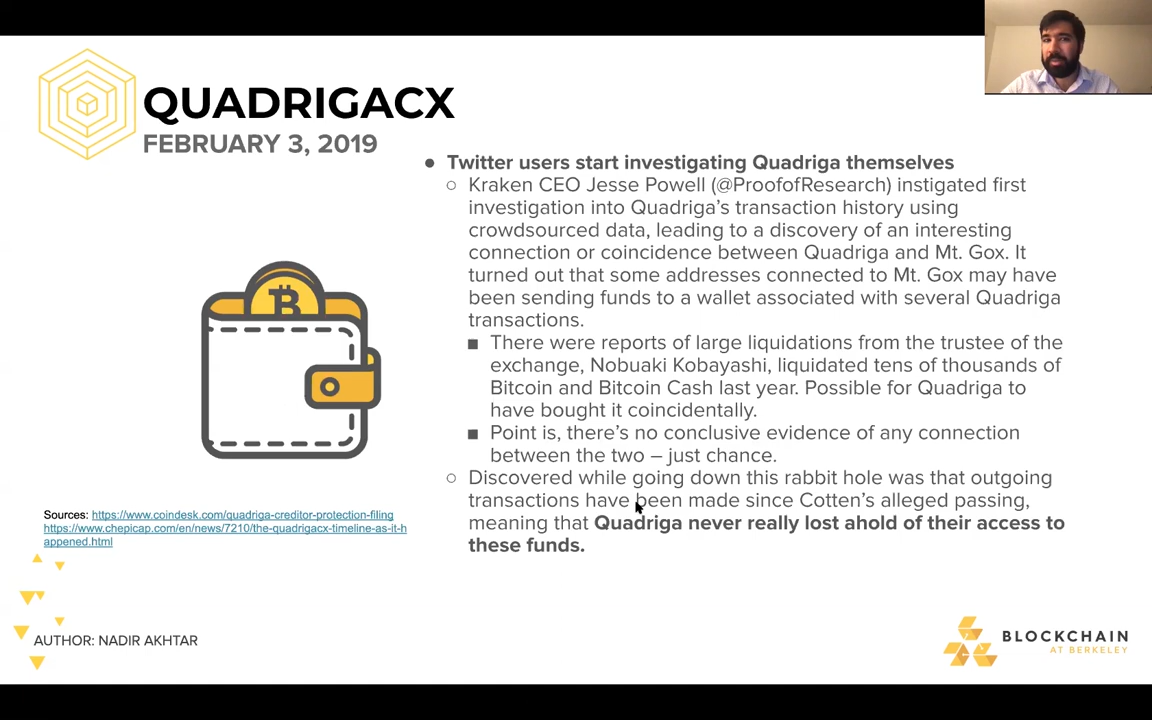 QUADRIGACX
FEBRUARY 3, 2019
● Twitter users start investigating Quadriga themselves
○ Kraken CEO Jesse Powell (@ProofofResearch) instigated first
investigation into Quadriga's transaction history using
crowdsourced data, leading to a discovery of an interesting
connection or coincidence between Quadriga and Mt. Gox. It
turned out that some addresses connected to Mt. Gox may have
been sending funds to a wallet associated with several Quadriga
transactions.
■ There were reports of large liquidations from the trustee of the
exchange, Nobuaki Kobayashi, liquidated tens of thousands of
Bitcoin and Bitcoin Cash last year. Possible for Quadriga to
have bought it coincidentally.
■ Point is, there's no conclusive evidence of any connection
between the two – just chance.
○ Discovered while going down this rabbit hole was that outgoing
transactions have been made since Cotten's alleged passing,
meaning that Quadriga never really lost ahold of their access to
these funds.
Sources: https://www.coindesk.com/quadriga-creditor-protection-filing
https://www.chepicap.com/en/news/7210/the-quadrigacx-timeline-as-it-h
appened.html
AUTHOR: NADIR AKHTAR
BLOCKCHAIN
AT BERKELEY